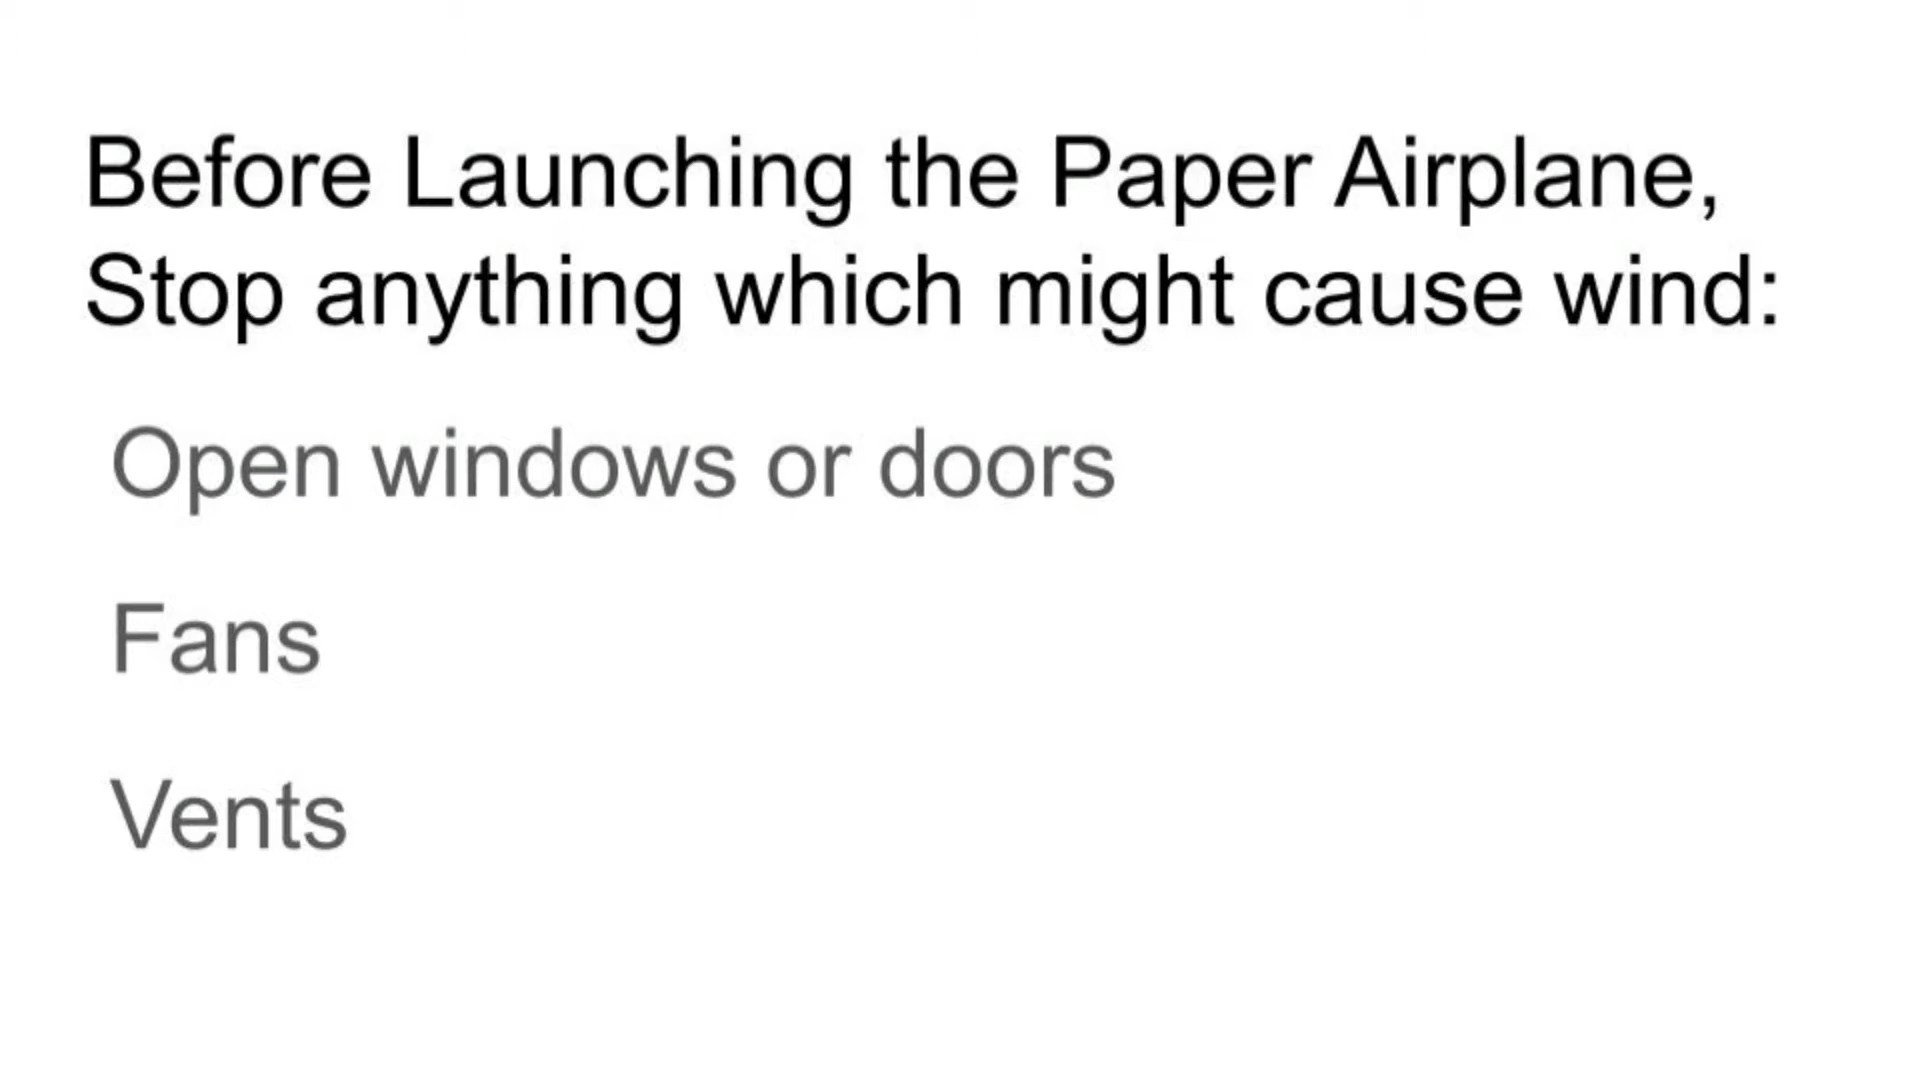 Before Launching the Paper Airplane,
Stop anything which might cause wind:
Open windows or doors
Fans
Vents